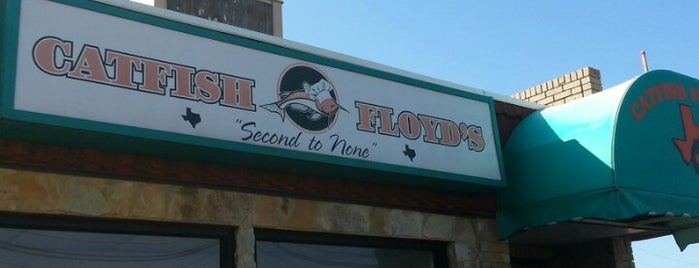 CATFISH FLOYD'S
"Second to None"
CATFISH